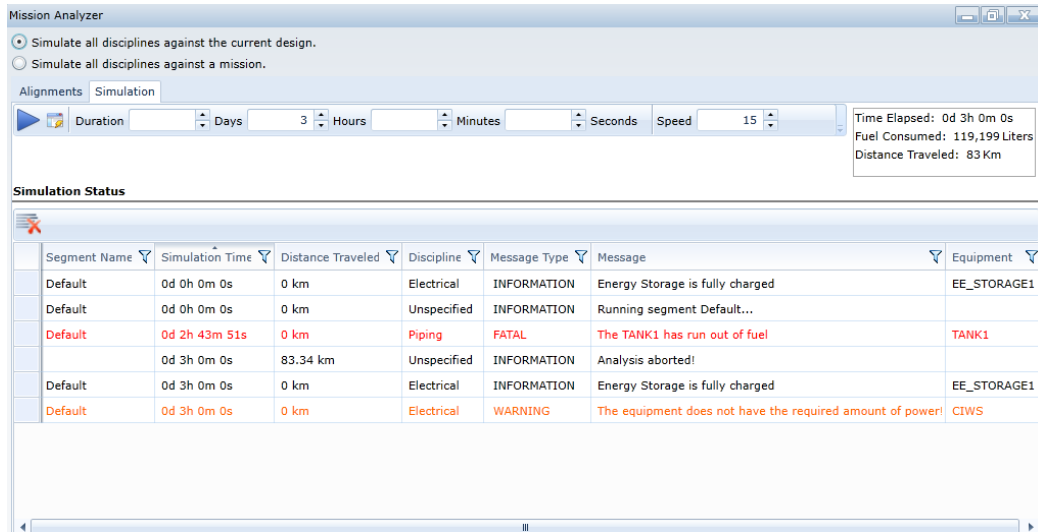 Mission Analyzer
Simulate all disciplines against the current design.
Simulate all disciplines against a mission.
Alignments Simulation
Duration Days 3 Hours Minutes Seconds Speed 15
Time Elapsed: 0d 3h 0m 0s
Fuel Consumed: 119,199 Liters
Distance Traveled: 83 Km
Simulation Status
Segment Name Simulation Time Distance Traveled Discipline Message Type Message Equipment
Default 0d 0h 0m 0s 0 km Electrical INFORMATION Energy Storage is fully charged EE_STORAGE1
Default 0d 0h 0m 0s 0 km Unspecified INFORMATION Running segment Default...
Default 0d 2h 43m 51s 0 km Piping FATAL The TANK1 has run out of fuel TANK1
0d 3h 0m 0s 83.34 km Unspecified INFORMATION Analysis aborted!
Default 0d 3h 0m 0s 0 km Electrical INFORMATION Energy Storage is fully charged EE_STORAGE1
Default 0d 3h 0m 0s 0 km Electrical WARNING The equipment does not have the required amount of power! CIWS